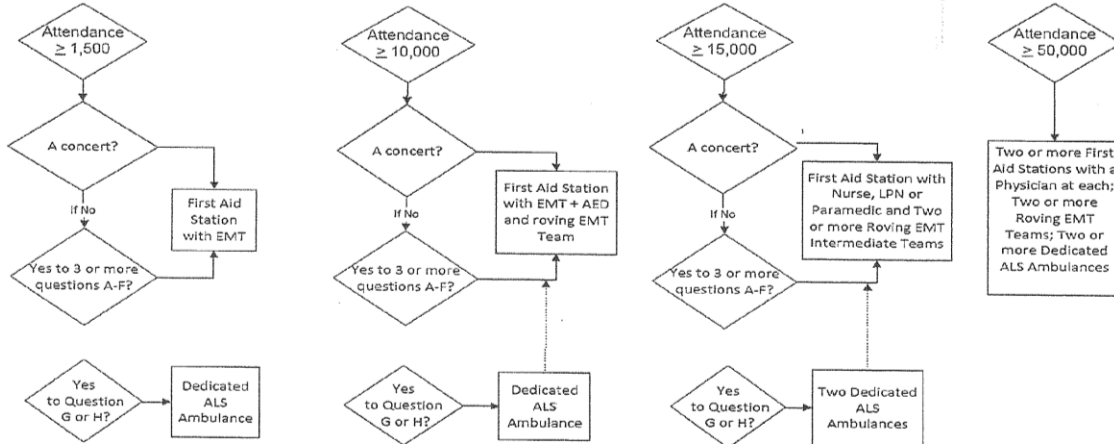 Attendance
≥ 1,500
A concert?
If No
First Aid
Station
with EMT
Yes to 3 or more
questions A-F?
Yes
to Question
G or H?
Dedicated
ALS
Ambulance
Attendance
≥ 10,000
A concert?
If No
First Aid Station
with EMT + AED
and roving EMT
Team
Yes to 3 or more
questions A-F?
Yes
to Question
G or H?
Dedicated
ALS
Ambulance
Attendance
≥ 15,000
A concert?
If No
First Aid Station with
Nurse, LPN or
Paramedic and Two
or more Roving EMT
Intermediate Teams
Yes to 3 or more
questions A-F?
Yes
to Question
G or H?
Two Dedicated
ALS
Ambulances
Attendance
≥ 50,000
Two or more First
Aid Stations with a
Physician at each;
Two or more
Roving EMT
Teams; Two or
more Dedicated
ALS Ambulances